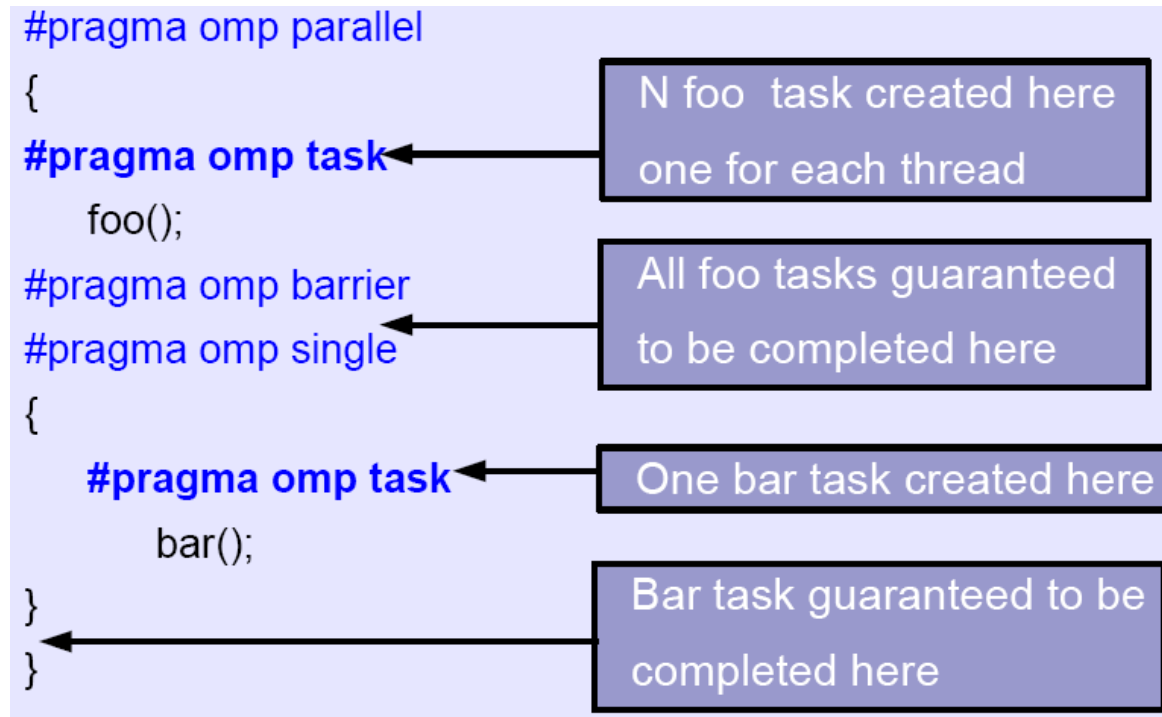 #pragma omp parallel
{
N foo task created here
one for each thread
#pragma omp task
foo();
#pragma omp barrier
All foo tasks guaranteed
to be completed here
#pragma omp single
{
#pragma omp task
One bar task created here
bar();
}
Bar task guaranteed to be
completed here
}